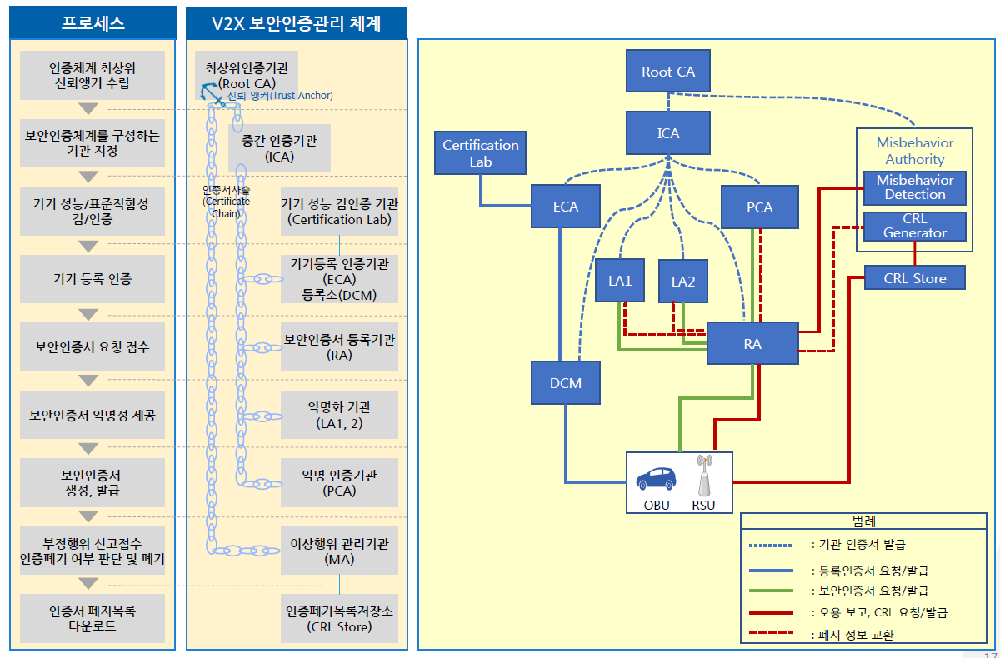 프로세스
인증체계 최상위
신뢰앵커 수립
보안인증체계를 구성하는
기관 지정
기기 성능/표준적합성
검/인증
기기 등록 인증
보안인증서 요청 접수
보안인증서 익명성 제공
보인인증서
생성, 발급
부정행위 신고접수
인증폐기 여부 판단 및 폐기
인증서 폐지목록
다운로드
V2X 보안인증관리 체계
최상위인증기관
(Root CA)
신뢰 앵커(Trust Anchor)
중간 인증기관
(ICA)
인증서사슬
(Certificate
Chain)
기기 성능 검인증 기관
(Certification Lab)
기기등록 인증기관
(ECA)
등록소(DCM)
보안인증서 등록기관
(RA)
익명화 기관
(LA1, 2)
익명 인증기관
(PCA)
이상행위 관리기관
(MA)
인증폐기목록저장소
(CRL Store)
Root CA
ICA
Certification
Lab
Misbehavior
Authority
Misbehavior
Detection
CRL
Generator
CRL Store
ECA
PCA
LA1
LA2
RA
DCM
OBU
RSU
범례
: 기관 인증서 발급
: 등록인증서 요청/발급
: 보안인증서 요청/발급
: 오용 보고, CRL 요청/발급
: 폐지 정보 교환
17